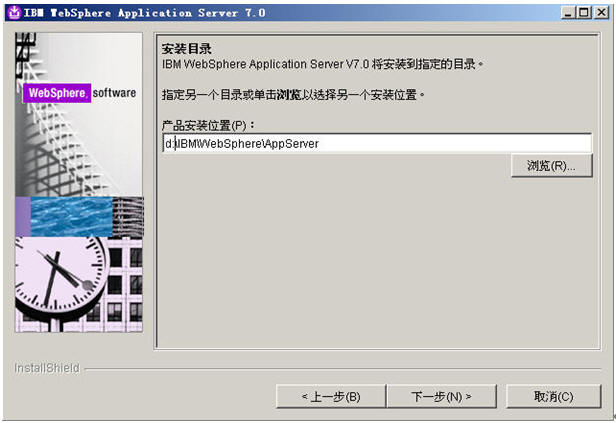 IBM WebSphere Application Server 7.0
WebSphere. software
安装目录
IBM WebSphere Application Server V7.0 将安装到指定的目录。
指定另一个目录或单击浏览以选择另一个安装位置。
产品安装位置(P)：
d:\IBM\WebSphere\AppServer
浏览(R)...
InstallShield
< 上一步(B)
下一步(N) >
取消(C)